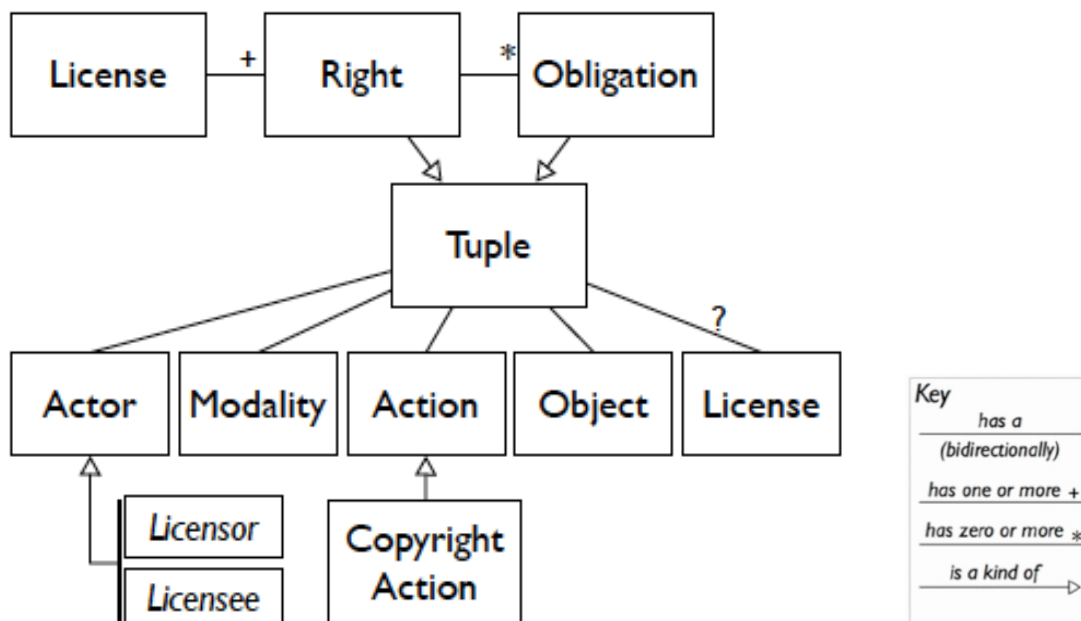 License
+
Right
*
Obligation
Tuple
?
Actor
Modality
Action
Object
License
Licensor
Licensee
Copyright
Action
Key
has a
(bidirectionally)
has one or more +
has zero or more *
is a kind of